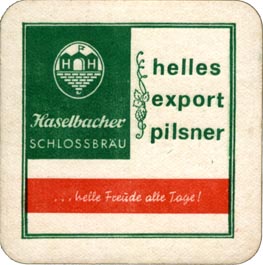 H H
Haselbacher
SCHLOSSBRÄU
helles
export
pilsner
...helle Freude alle Tage!